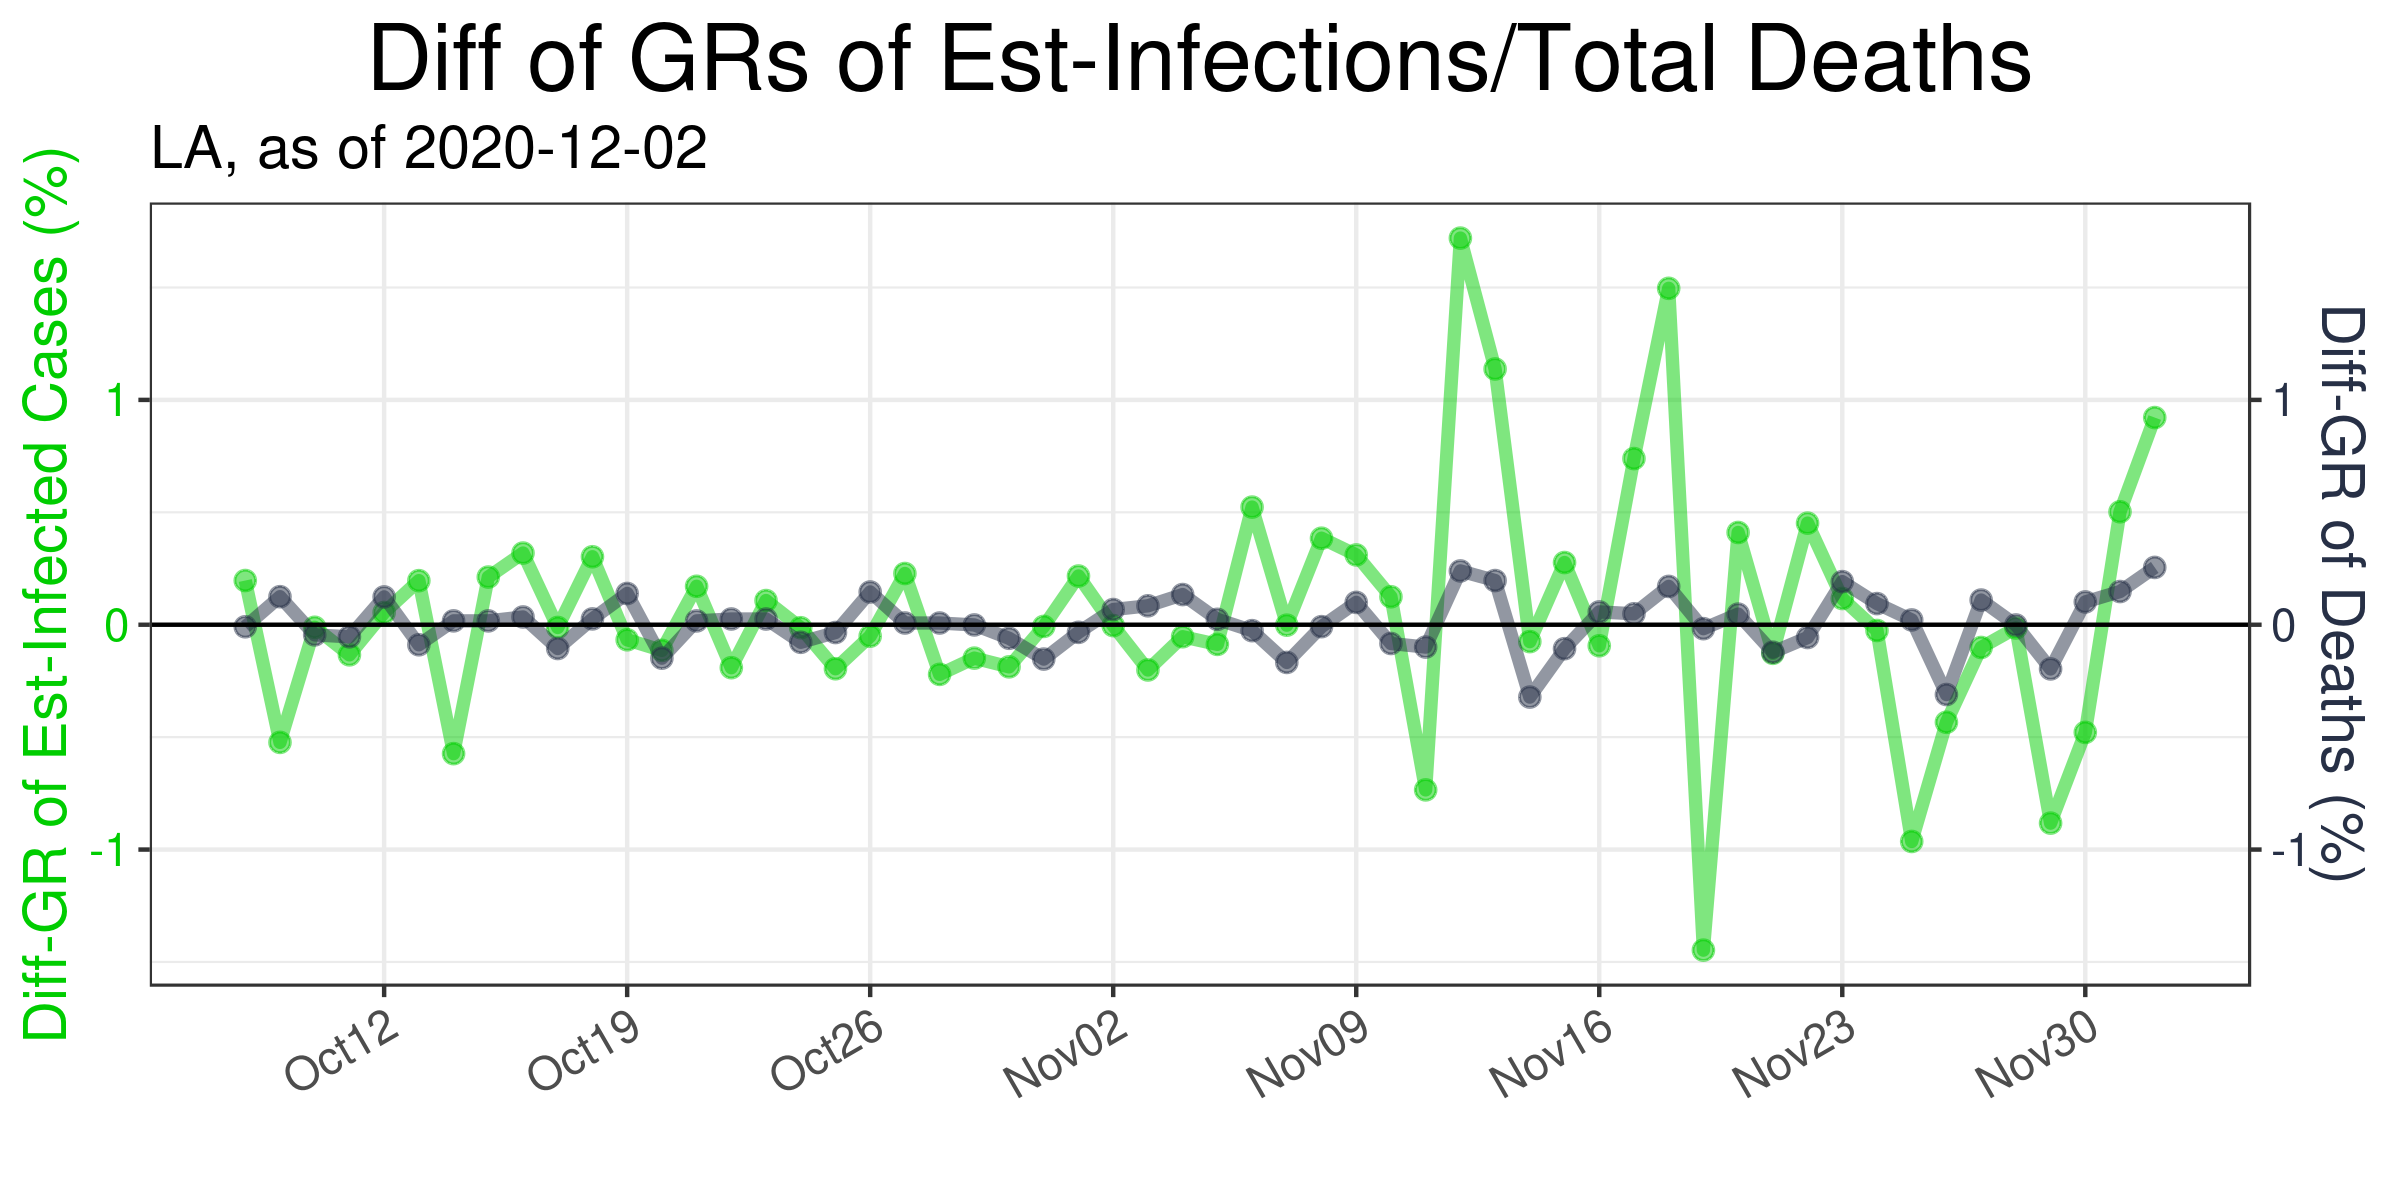 Diff of GRs of Est-Infections/Total Deaths
LA, as of 2020-12-02
Diff-GR of Est-Infected Cases (%)
1
0
-1
1
0
-1
Diff-GR of Deaths (%)
Oct12
Oct19
Oct26
Nov02
Nov09
Nov16
Nov23
Nov30